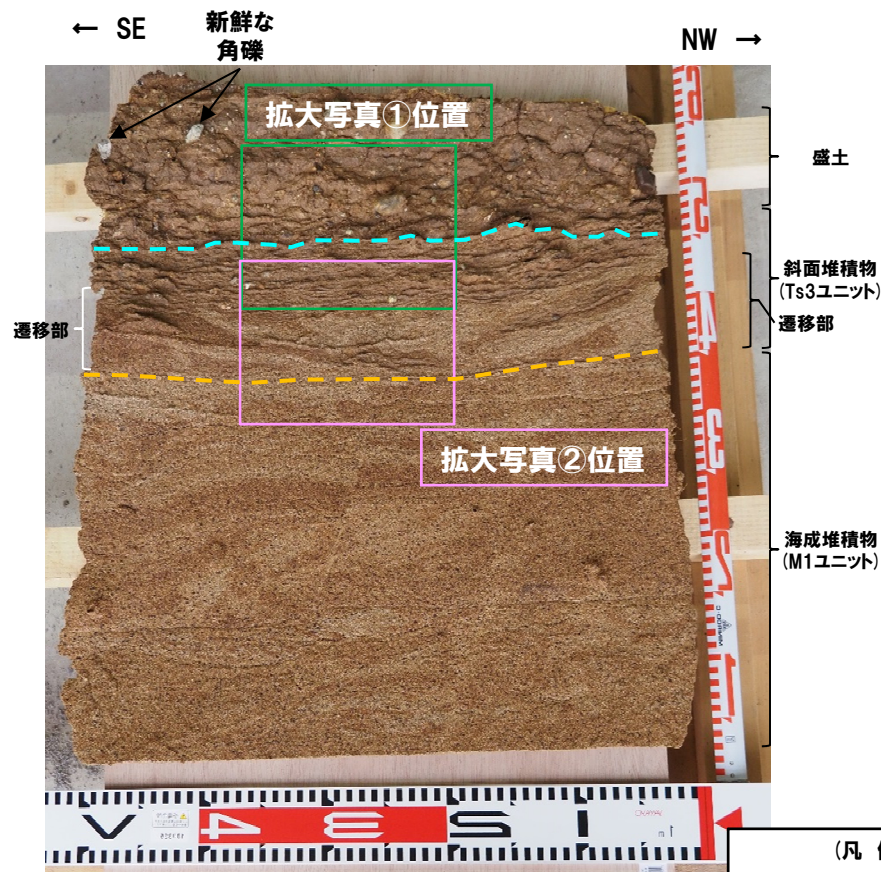 ← SE
新鮮な
角礫
NW →
拡大写真①位置
盛土
斜面堆積物
(Ts3ユニット)
遷移部
遷移部
拡大写真②位置
海成堆積物
(M1ユニット)
(凡